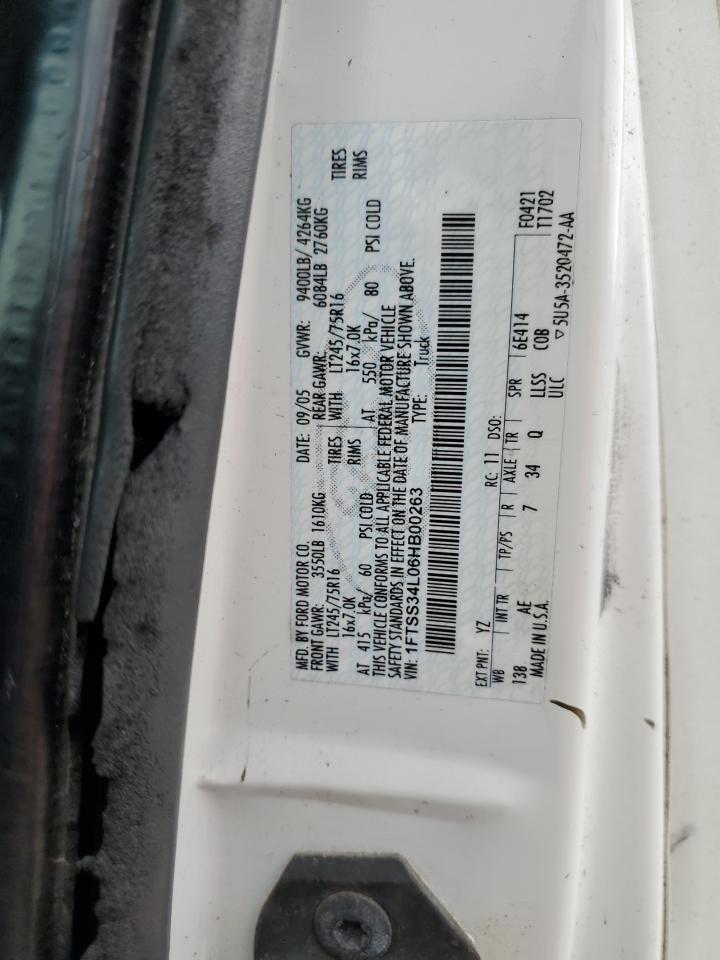 MFD. BY FORD MOTOR CO. DATE: 09/05 GVWR: 9400LB/ 4264KG
FRONT GAWR: 3550LB 1610KG REAR GAWR: 6084LB 2760KG
WITH LT245/75R16 TIRES WITH LT245/75R16 TIRES
16x7.0K RIMS 16x7.0K RIMS
AT 415 kPa/ 60 PSI COLD AT 550 kPa/ 80 PSI COLD
THIS VEHICLE CONFORMS TO ALL APPLICABLE FEDERAL MOTOR VEHICLE
SAFETY STANDARDS IN EFFECT ON THE DATE OF MANUFACTURE SHOWN ABOVE.
VIN: 1FTSS34L06HB00263 TYPE: Truck
EXT PNT: YZ RC: 11 DSO: F0421
WB INT TR TP/PS R AXLE TR SPR 6E414 T1702
138 AE 7 34 Q LLSS COB
MADE IN U.S.A. ULC ▽5U5A-3520472-AA